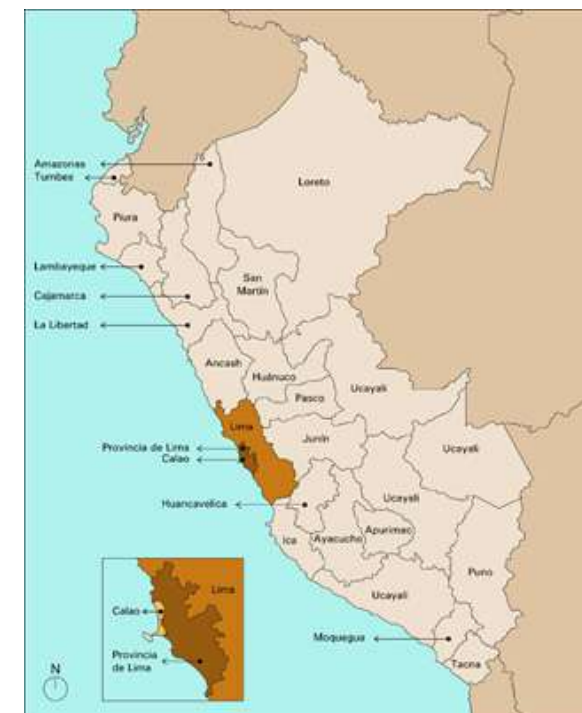 Amazonas
Tumbes
Loreto
Piura
Lambayeque
San
Martín
Cajamarca
La Libertad
Ancash
Huánuco
Ucayali
Pasco
Lima
Provincia de Lima
Calao
Junín
Ucayali
Huancavelica
Ucayali
Ica
Ayacucho
Apurimac
Puno
Ucayali
Lima
Calao
Moquegua
Provincia
de Lima
Tacna
N